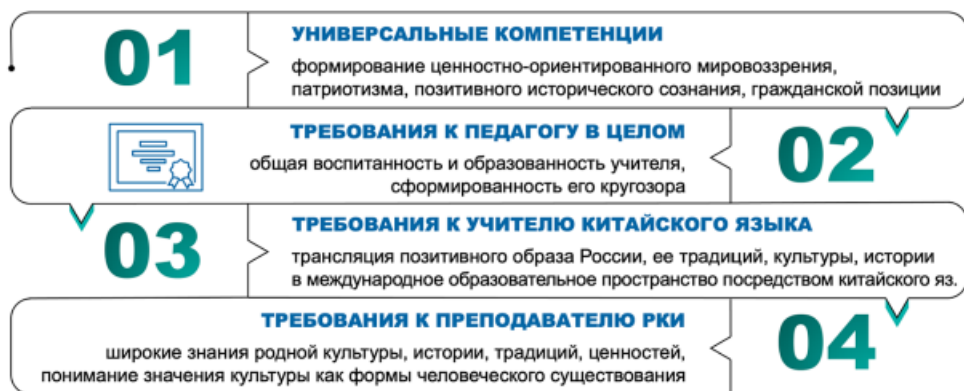 01
УНИВЕРСАЛЬНЫЕ КОМПЕТЕНЦИИ
формирование ценностно-ориентированного мировоззрения,
патриотизма, позитивного исторического сознания, гражданской позиции
ТРЕБОВАНИЯ К ПЕДАГОГУ В ЦЕЛОМ
общая воспитанность и образованность учителя,
сформированность его кругозора
02
03
ТРЕБОВАНИЯ К УЧИТЕЛЮ КИТАЙСКОГО ЯЗЫКА
трансляция позитивного образа России, ее традиций, культуры, истории
в международное образовательное пространство посредством китайского яз.
ТРЕБОВАНИЯ К ПРЕПОДАВАТЕЛЮ РКИ
широкие знания родной культуры, истории, традиций, ценностей,
понимание значения культуры как формы человеческого существования
04